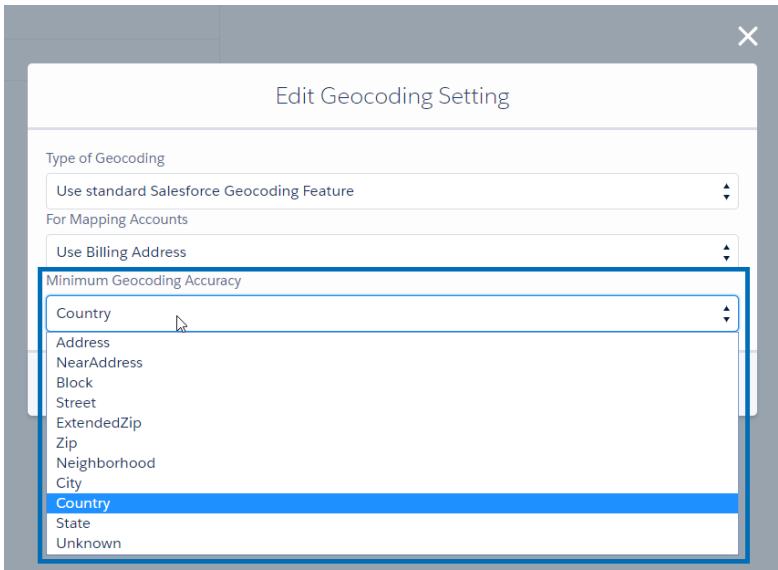 Edit Geocoding Setting
Type of Geocoding
Use standard Salesforce Geocoding Feature
For Mapping Accounts
Use Billing Address
Minimum Geocoding Accuracy
Country
Address
NearAddress
Block
Street
ExtendedZip
Zip
Neighborhood
City
Country
State
Unknown